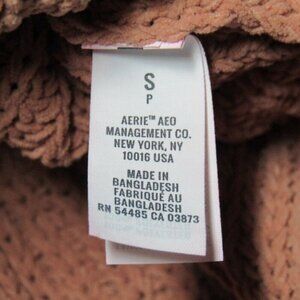 S
P
AERIE™ AEO
MANAGEMENT CO.
NEW YORK, NY
10016 USA
MADE IN
BANGLADESH
FABRIQUÉ AU
BANGLADESH
RN 54485 CA 03873